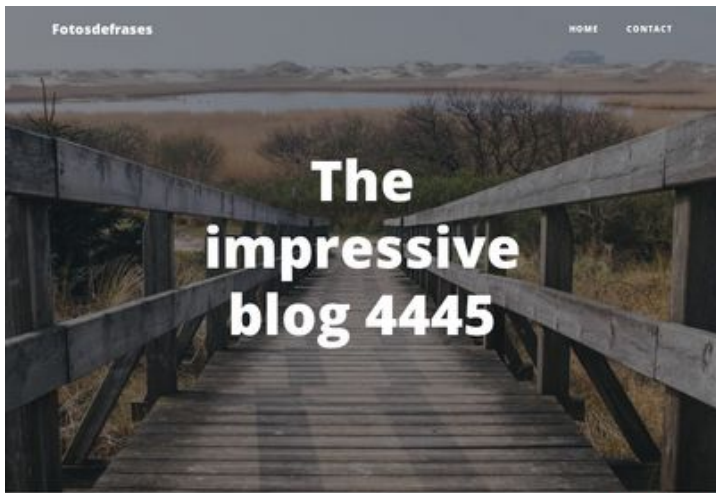 Fotosdefrases
HOME CONTACT
The
impressive
blog 4445